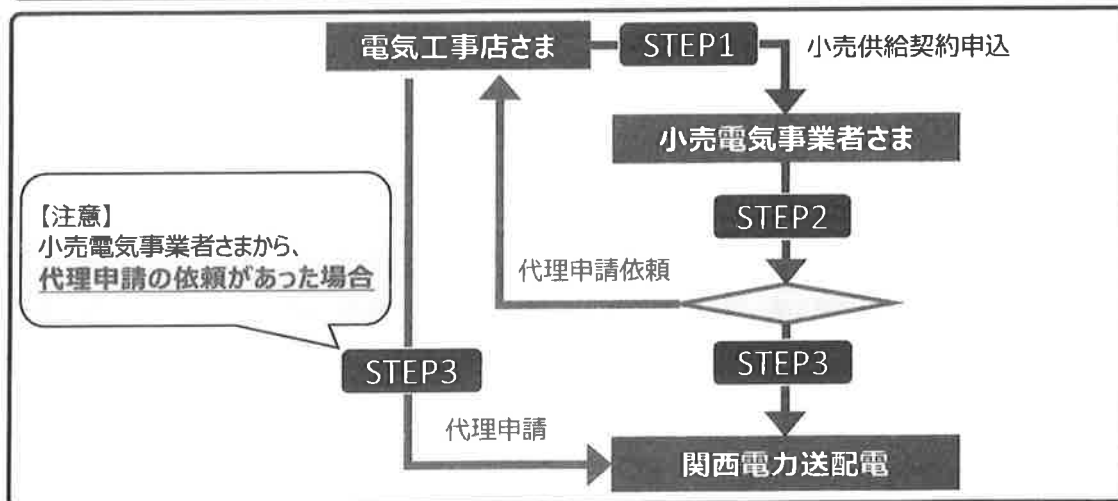 電気工事店さま
STEP1
小売供給契約申込
小売電気事業者さま
STEP2
【注意】
小売電気事業者さまから、
代理申請の依頼があった場合
代理申請依頼
STEP3
STEP3
代理申請
関西電力送配電